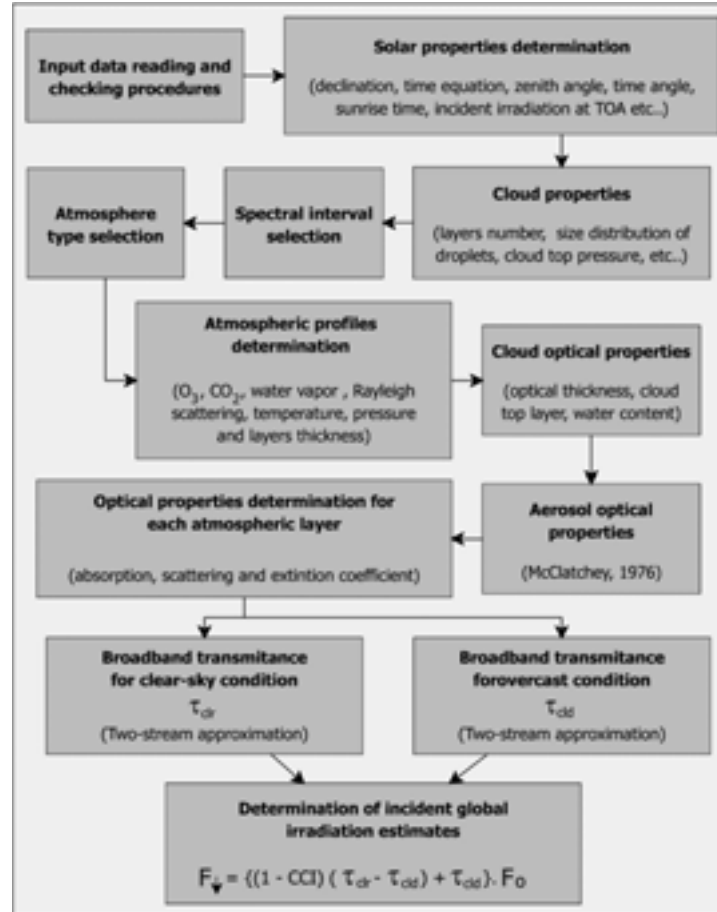 Input data reading and
checking procedures
Solar properties determination
(declination, time equation, zenith angle, time angle,
sunrise time, incident irradiation at TOA etc..)
Cloud properties
(layers number, size distribution of
droplets, cloud top pressure, etc..)
Spectral interval
selection
Atmosphere
type selection
Atmospheric profiles
determination
(O3, CO2, water vapor , Rayleigh
scattering, temperature, pressure
and layers thickness)
Cloud optical properties
(optical thickness, cloud
top layer, water content)
Aerosol optical
properties
(McClatchey, 1976)
Optical properties determination for
each atmospheric layer
(absorption, scattering and extintion coefficient)
Broadband transmitance
for clear-sky condition
τclr
(Two-stream approximation)
Broadband transmitance
forovercast condition
τcld
(Two-stream approximation)
Determination of incident global
irradiation estimates
F↓ = {(1 - CCI) ( τclr - τcld) + τcld}. F0